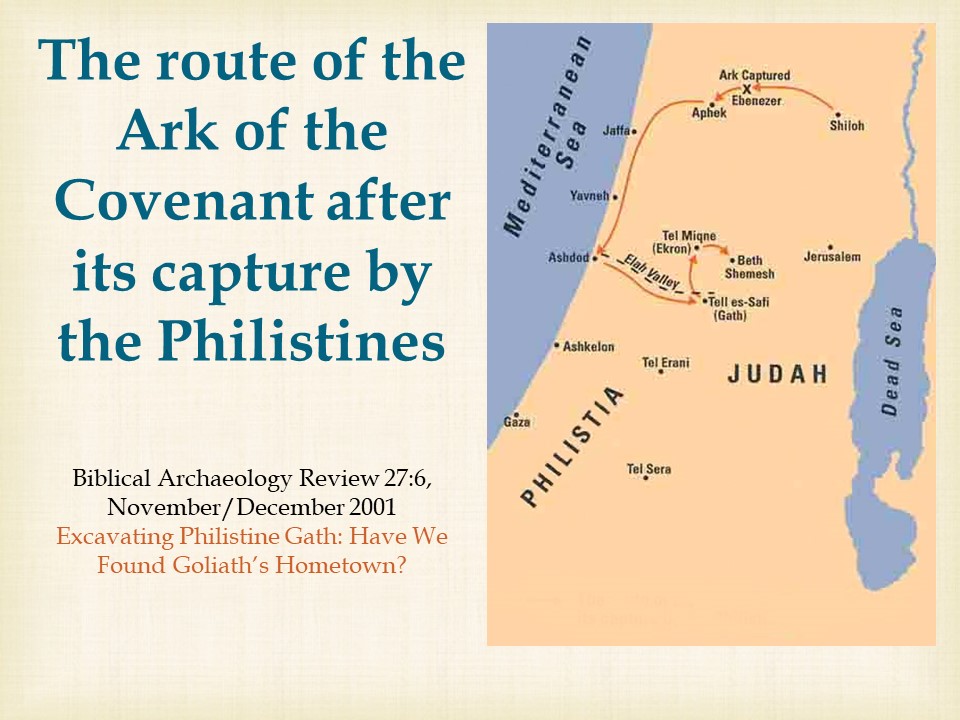 The route of the
Ark of the
Covenant after
its capture by
the Philistines
Biblical Archaeology Review 27:6,
November/December 2001
Excavating Philistine Gath: Have We
Found Goliath’s Hometown?
Mediterranean
Sea
Ark Captured
X
Ebenezer
Aphek
Shiloh
Jaffa
Yavneh
Tel Miqne
(Ekron)
Beth
Shemesh
Jerusalem
Ashdod
Elah Valley
Tell es-Safi
(Gath)
Ashkelon
Tel Erani
JUDAH
Dead Sea
Gaza
PHILISTIA
Tel Sera